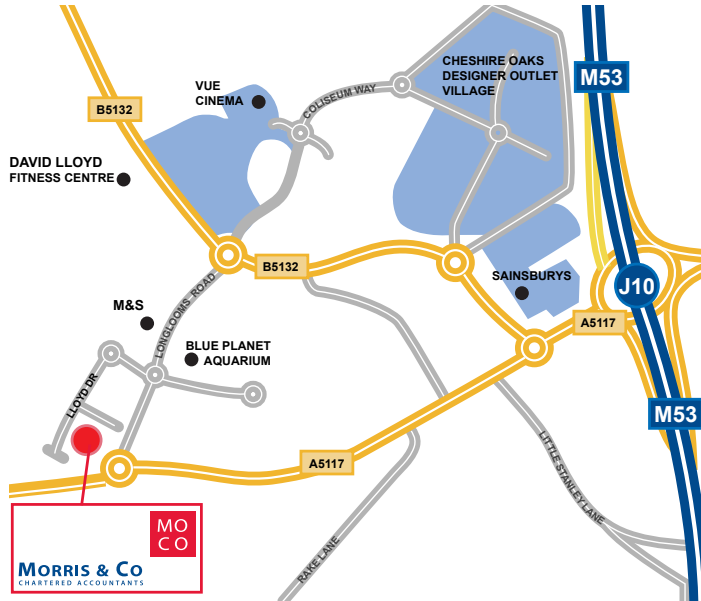 CHESHIRE OAKS
DESIGNER OUTLET
VILLAGE
M53
VUE
CINEMA
COLISEUM WAY
B5132
DAVID LLOYD
FITNESS CENTRE
B5132
SAINSBURYS
J10
LONGLOOMS ROAD
M&S
A5117
BLUE PLANET
AQUARIUM
LLOYD DR
M53
A5117
LITTLE STANLEY LANE
RAKE LANE
MO
CO
MORRIS & CO
CHARTERED ACCOUNTANTS